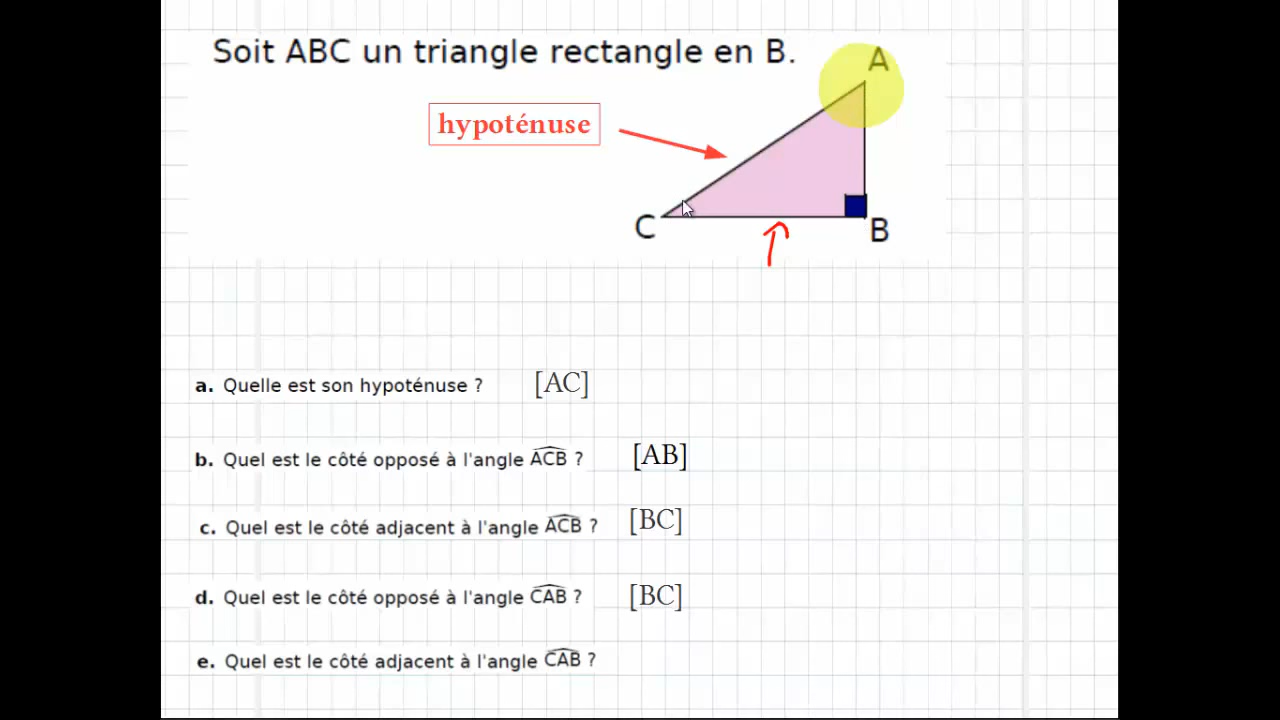 Soit ABC un triangle rectangle en B.
A
hypoténuse
C
B
a. Quelle est son hypoténuse ? [AC]
b. Quel est le côté opposé à l'angle ACB ? [AB]
c. Quel est le côté adjacent à l'angle ACB ? [BC]
d. Quel est le côté opposé à l'angle CAB ? [BC]
e. Quel est le côté adjacent à l'angle CAB ?